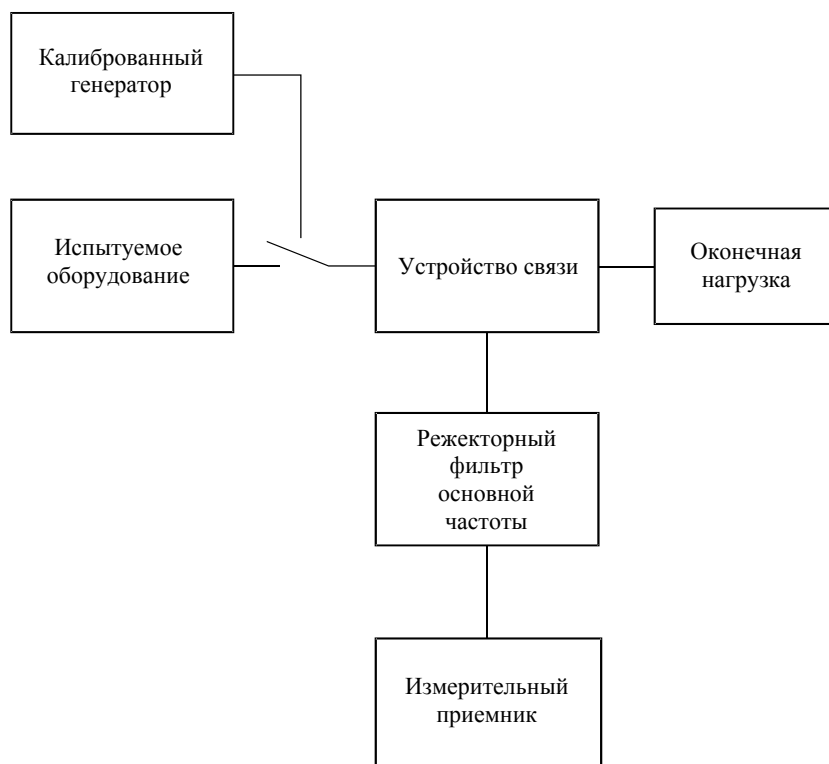 Калиброванный
генератор
Испытуемое
оборудование
Устройство связи
Оконечная
нагрузка
Режекторный
фильтр
основной
частоты
Измерительный
приемник